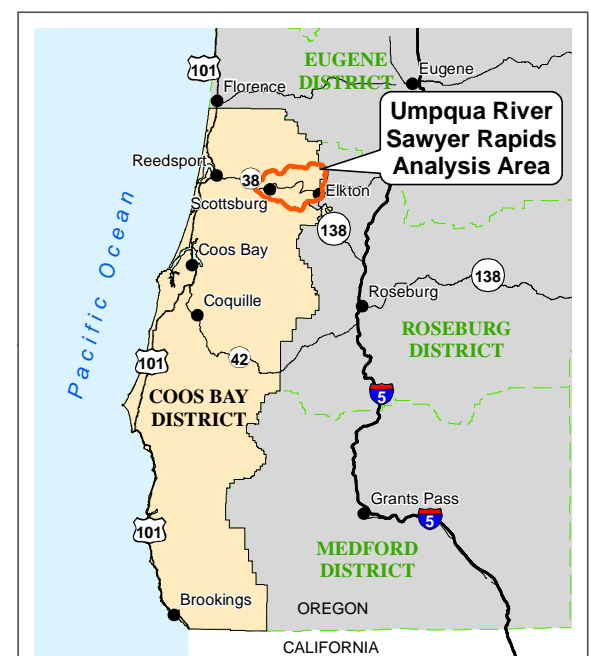 101
EUGENE
DISTRICT
Eugene
Florence
Umpqua River
Sawyer Rapids
Analysis Area
Reedsport
38
Elkton
Scottsburg
138
Pacific Ocean
Coos Bay
138
Roseburg
Coquille
ROSEBURG
DISTRICT
42
101
5
COOS BAY
DISTRICT
Grants Pass
5
101
MEDFORD
DISTRICT
Brookings
OREGON
CALIFORNIA